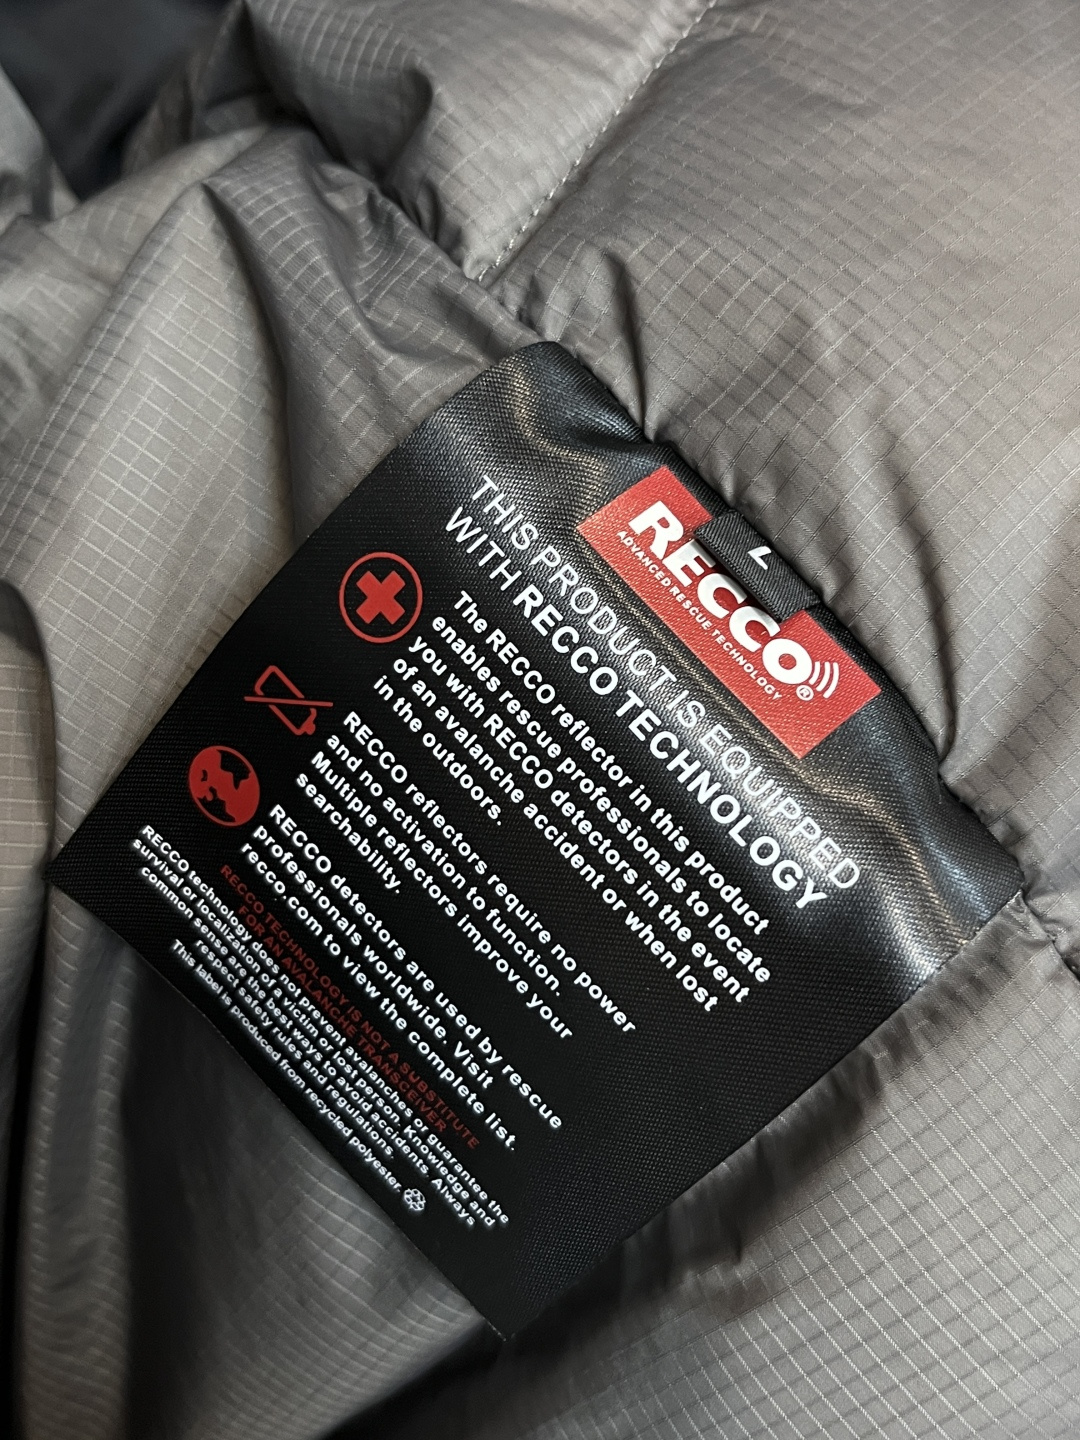 RECCO®
ADVANCED RESCUE TECHNOLOGY
L
THIS PRODUCT IS EQUIPPED
WITH RECCO TECHNOLOGY
The RECCO reflector in this product
enables rescue professionals to locate
you with RECCO detectors in the event
of an avalanche accident or when lost
in the outdoors.
RECCO reflectors require no power
and no activation to function.
Multiple reflectors improve your
searchability.
RECCO detectors are used by rescue
professionals worldwide. Visit
recco.com to view the complete list.
RECCO TECHNOLOGY IS NOT A SUBSTITUTE
FOR AN AVALANCHE TRANSCEIVER
RECCO technology does not prevent avalanches or guarantee the
survival or localization of a victim or lost person. Knowledge and
common sense are the best ways to avoid accidents. Always
respect safety rules and regulations.
This label is produced from recycled polyester.